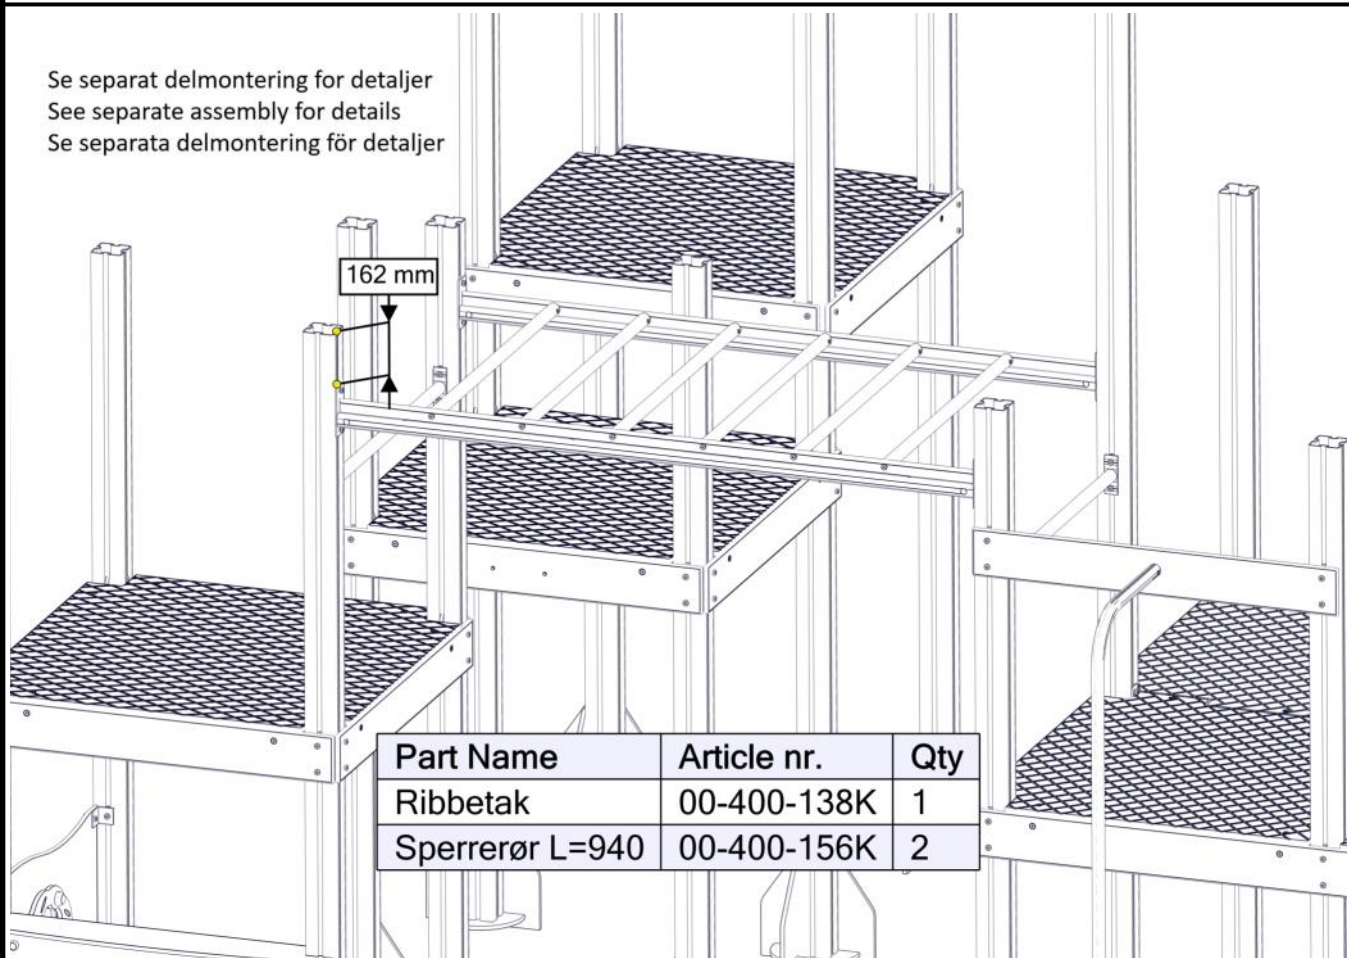 Se separat delmontering for detaljer
See separate assembly for details
Se separata delmontering för detaljer
162 mm
Part Name Article nr. Qty
Ribbetak 00-400-138K 1
Sperrerør L=940 00-400-156K 2